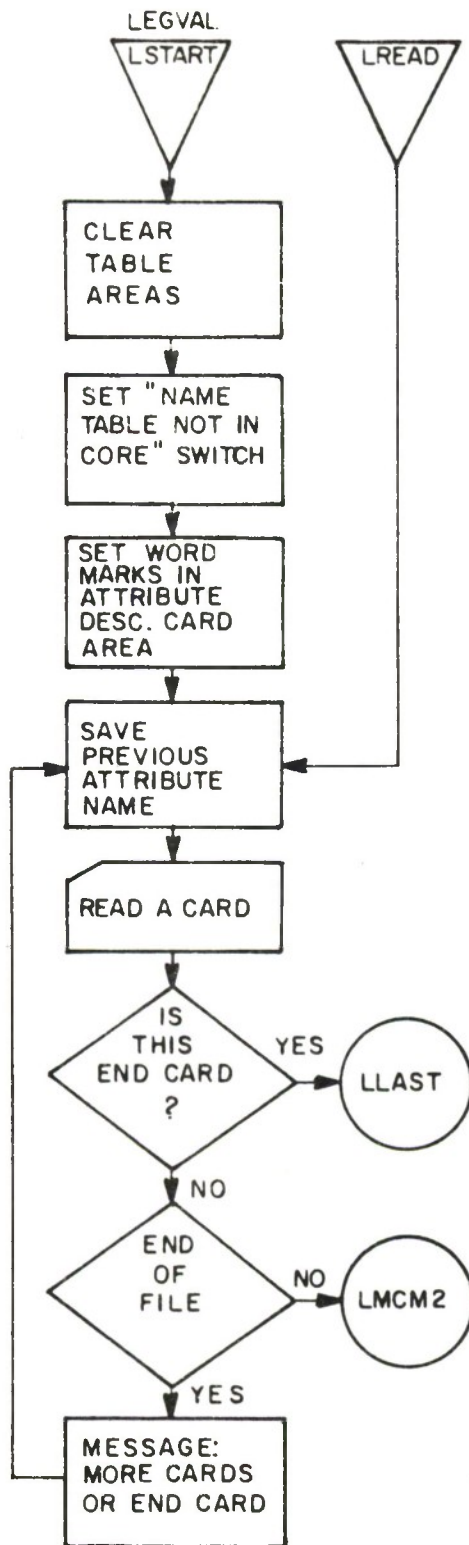 LEGVAL.
LSTART
LREAD
CLEAR
TABLE
AREAS
SET "NAME
TABLE NOT IN
CORE" SWITCH
SET WORD
MARKS IN
ATTRIBUTE
DESC. CARD
AREA
SAVE
PREVIOUS
ATTRIBUTE
NAME
READ A CARD
IS
THIS
END CARD
?
YES
LLAST
NO
END
OF
FILE
NO
LMCM2
YES
MESSAGE:
MORE CARDS
OR END CARD